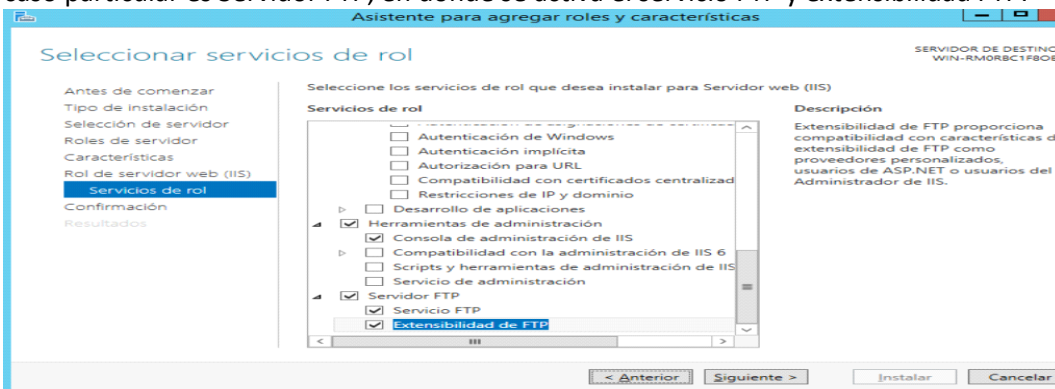 Asistente para agregar roles y características
Seleccionar servicios de rol
SERVIDOR DE DESTINO
WIN-RM0RBC1F8OE
Antes de comenzar
Tipo de instalación
Selección de servidor
Roles de servidor
Características
Rol de servidor web (IIS)
Servicios de rol
Confirmación
Resultados
Seleccione los servicios de rol que desea instalar para Servidor web (IIS)
Servicios de rol
Autenticación de Windows
Autenticación implícita
Autorización para URL
Compatibilidad con certificados centralizad
Restricciones de IP y dominio
Desarrollo de aplicaciones
Herramientas de administración
Consola de administración de IIS
Compatibilidad con la administración de IIS 6
Scripts y herramientas de administración de IIS
Servicio de administración
Servidor FTP
Servicio FTP
Extensibilidad de FTP
Descripción
Extensibilidad de FTP proporciona
compatibilidad con características d
extensibilidad de FTP como
proveedores personalizados,
usuarios de ASP.NET o usuarios del
Administrador de IIS.
< Anterior
Siguiente >
Instalar
Cancelar